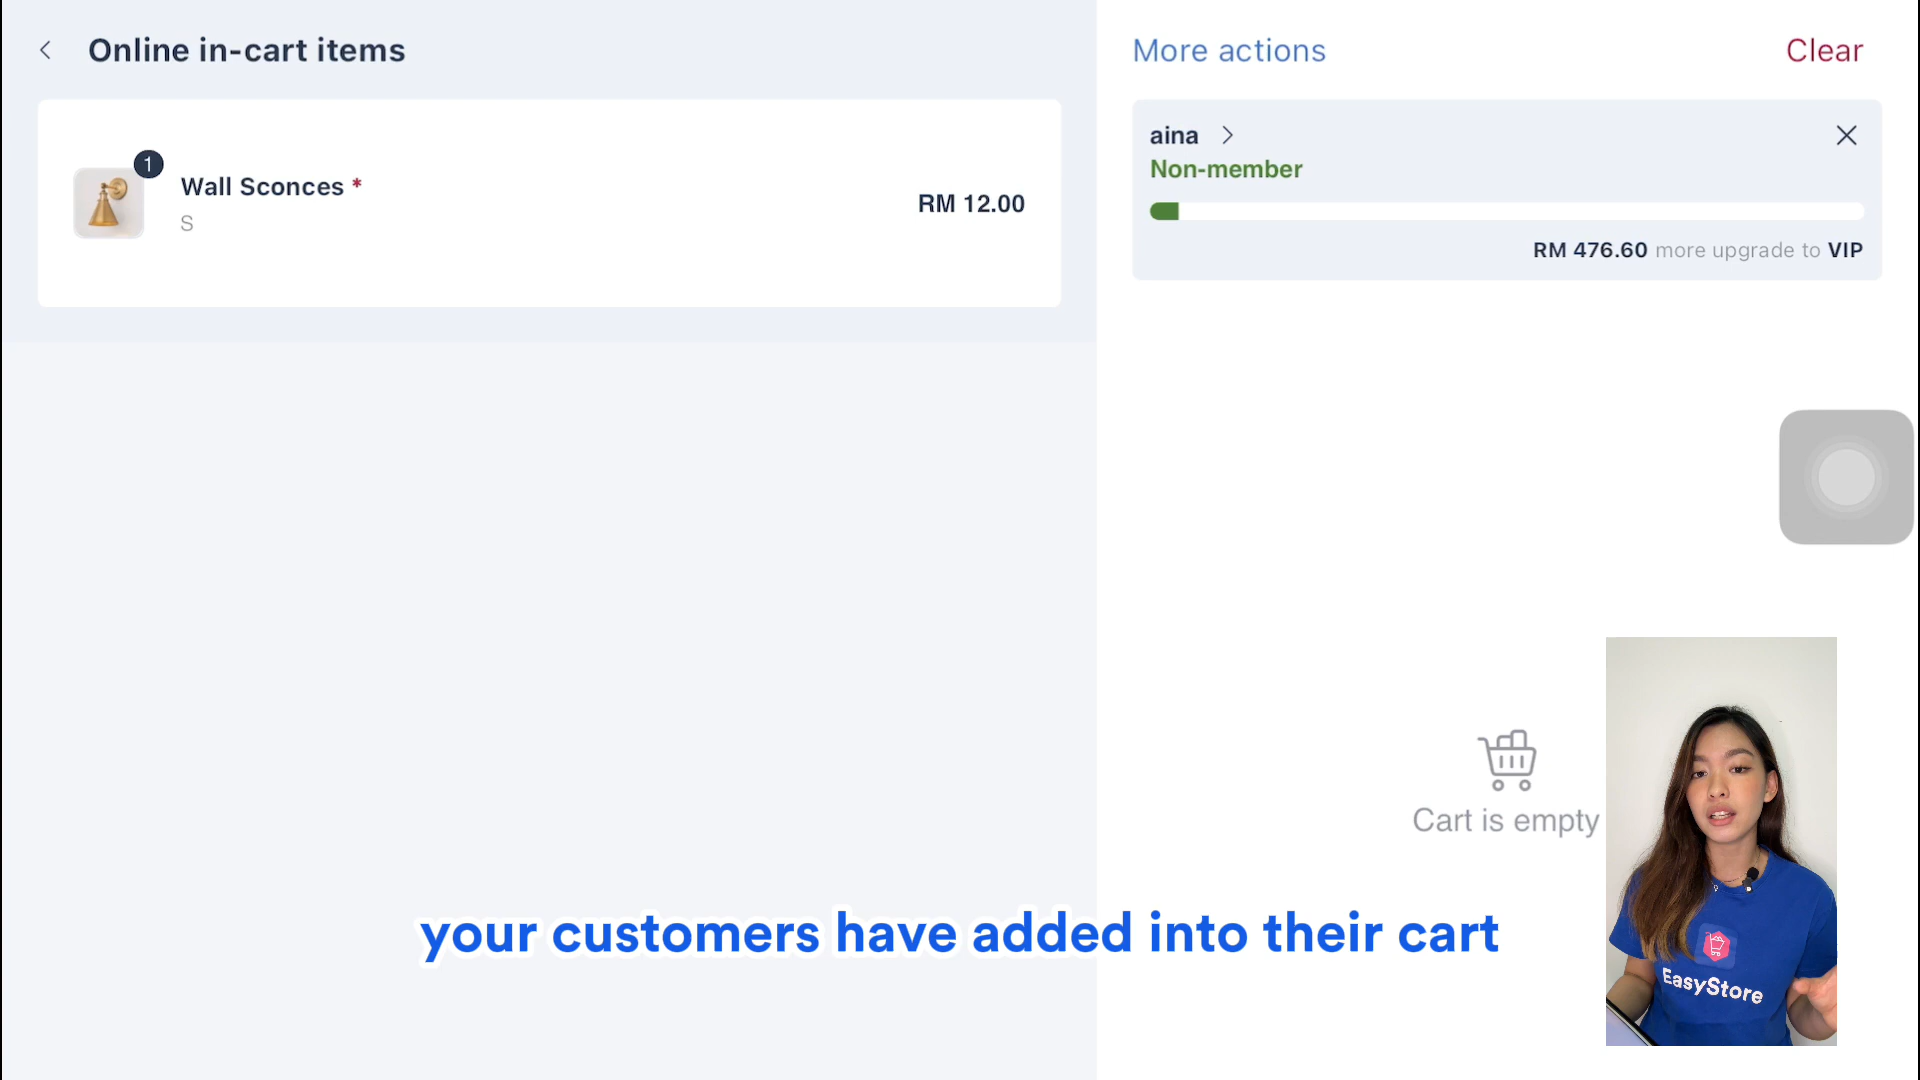 Online in-cart items
1
Wall Sconces *
S
RM 12.00
More actions
Clear
aina
Non-member
RM 476.60 more upgrade to VIP
Cart is empty
your customers have added into their cart
EasyStore